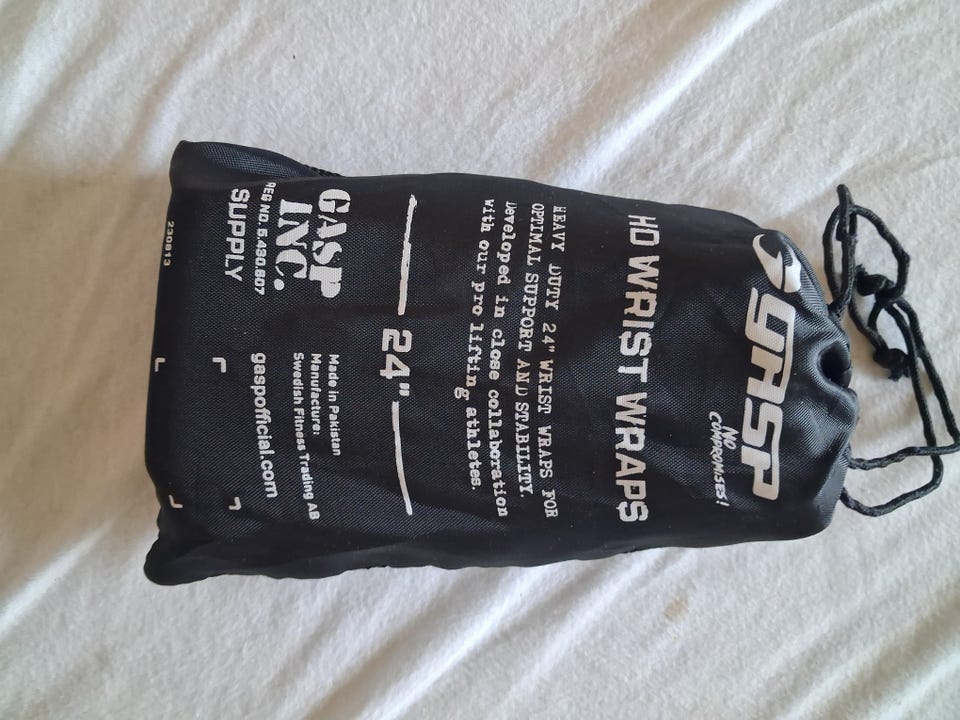 GASP
NO
COMPROMISES!
HD WRIST WRAPS
HEAVY DUTY 24" WRIST WRAPS FOR
OPTIMAL SUPPORT AND STABILITY.
Developed in close collaboration
with our pro lifting athletes.
24"
GASP
INC.
REG NO. 5.430.607
SUPPLY
Made in Pakistan
Manufacture:
Swedish Fitness Trading AB
gaspofficial.com
230813